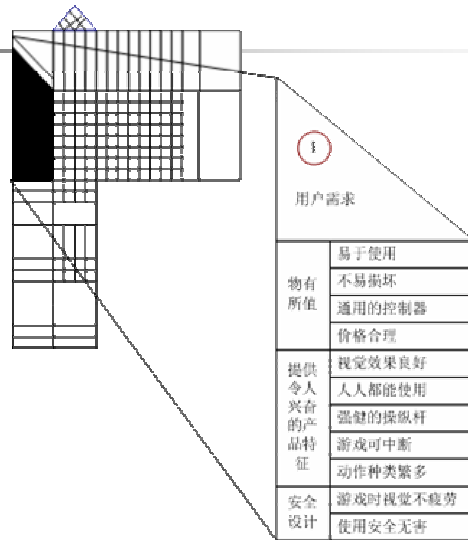 1
用户需求
物有
所值
易于使用
不易损坏
通用的控制器
价格合理
提供
令人
兴奋
的产
品特
征
视觉效果良好
人人都能使用
强健的操纵杆
游戏可中断
动作种类繁多
安全
设计
游戏时视觉不疲劳
使用安全无害